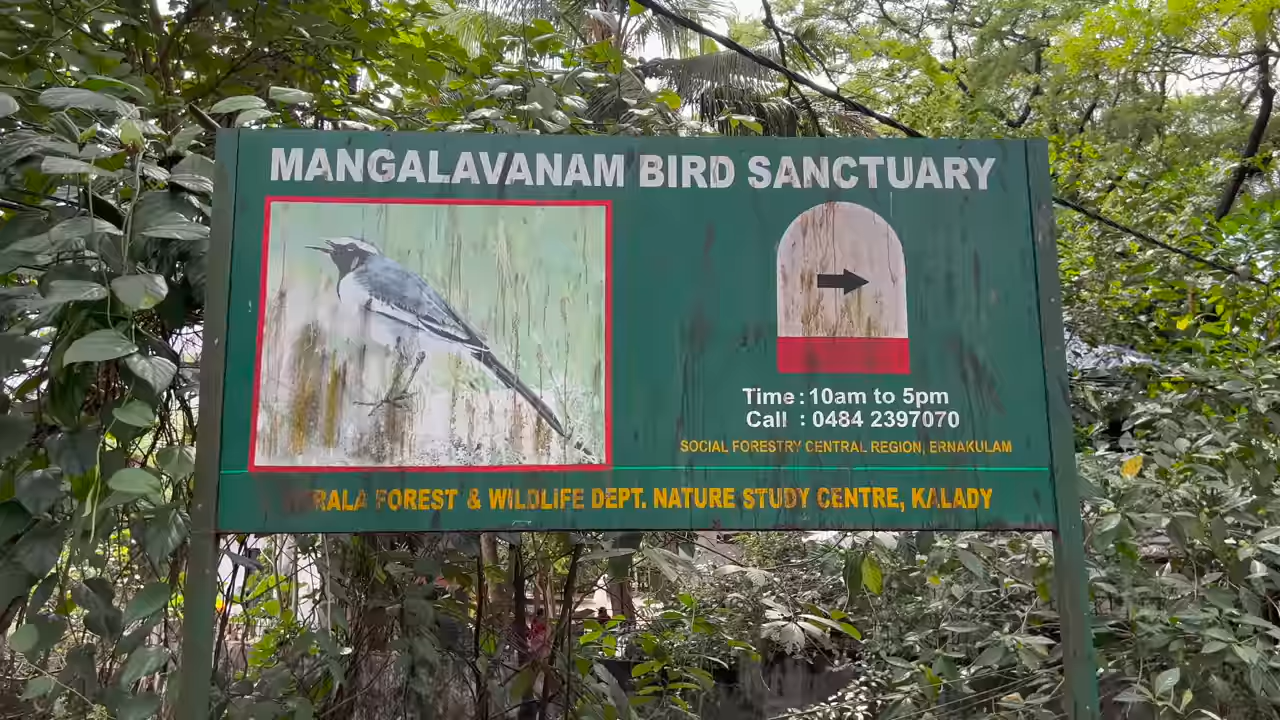 MANGALAVANAM BIRD SANCTUARY
Time : 10am to 5pm
Call : 0484 2397070
SOCIAL FORESTRY CENTRAL REGION, ERNAKULAM
KERALA FOREST & WILDLIFE DEPT. NATURE STUDY CENTRE, KALADY